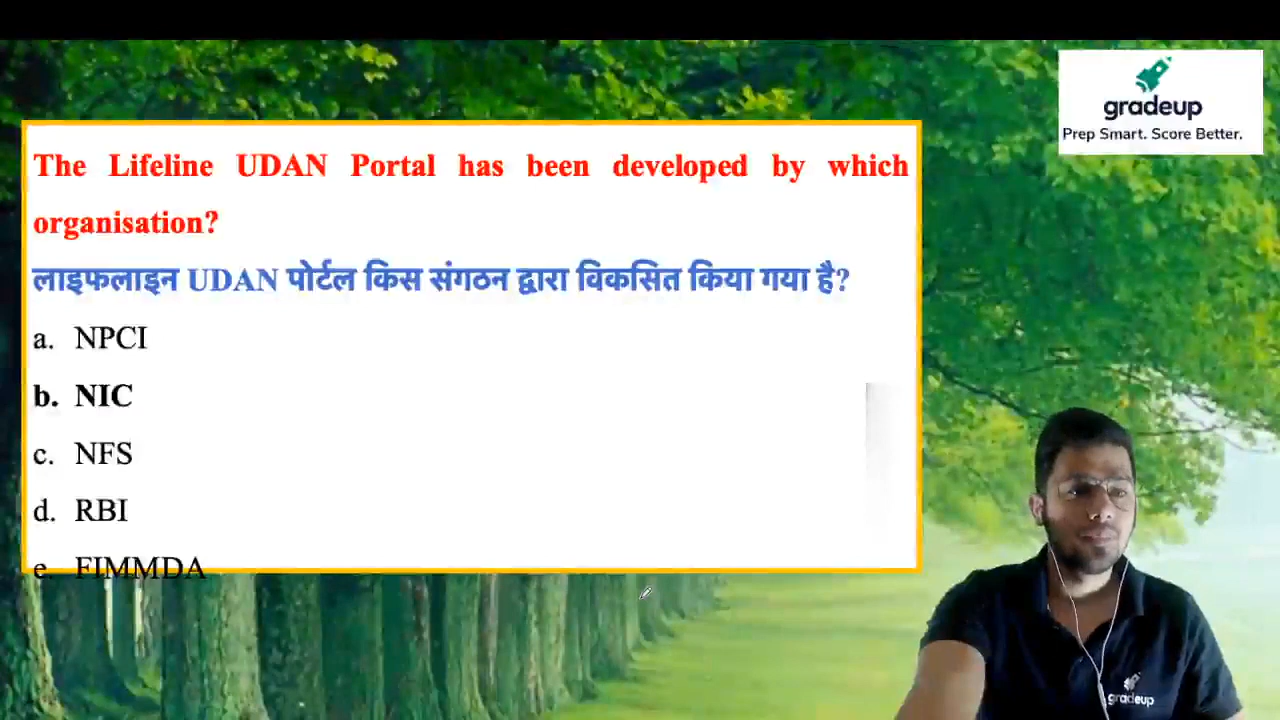 gradeup
Prep Smart. Score Better.
The Lifeline UDAN Portal has been developed by which
organisation?
लाइफलाइन UDAN पोर्टल किस संगठन द्वारा विकसित किया गया है?
a. NPCI
b. NIC
c. NFS
d. RBI
e. FIMMDA
gradeup